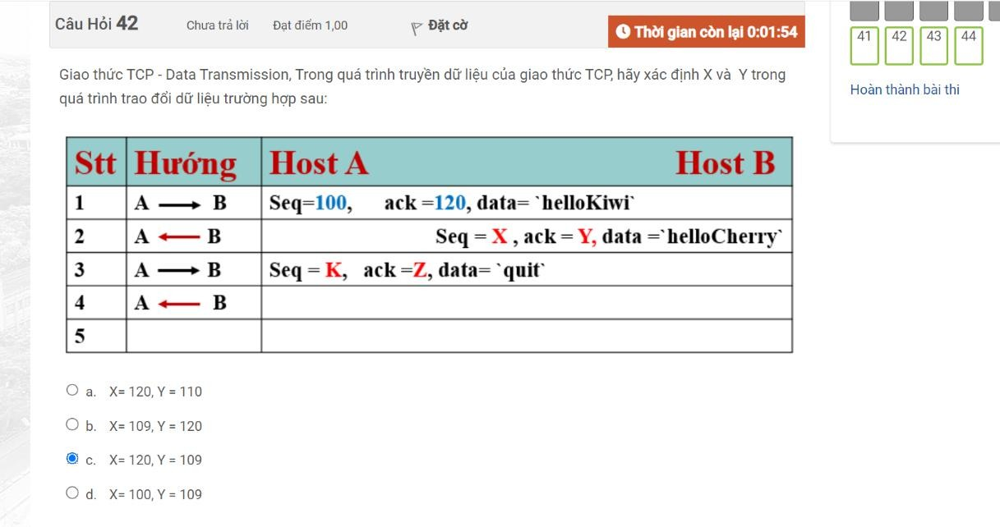 Câu Hỏi 42 Chưa trả lời Đạt điểm 1,00 Đặt cờ Thời gian còn lại 0:01:54
41 42 43 44
Hoàn thành bài thi
Giao thức TCP - Data Transmission, Trong quá trình truyền dữ liệu của giao thức TCP, hãy xác định X và Y trong
quá trình trao đổi dữ liệu trường hợp sau:
Stt Hướng Host A Host B
1 A B Seq=100, ack =120, data= `helloKiwi`
2 A B Seq = X , ack = Y, data =`helloCherry`
3 A B Seq = K, ack =Z, data= `quit`
4 A B
5
a. X= 120, Y = 110
b. X= 109, Y = 120
c. X= 120, Y = 109
d. X= 100, Y = 109